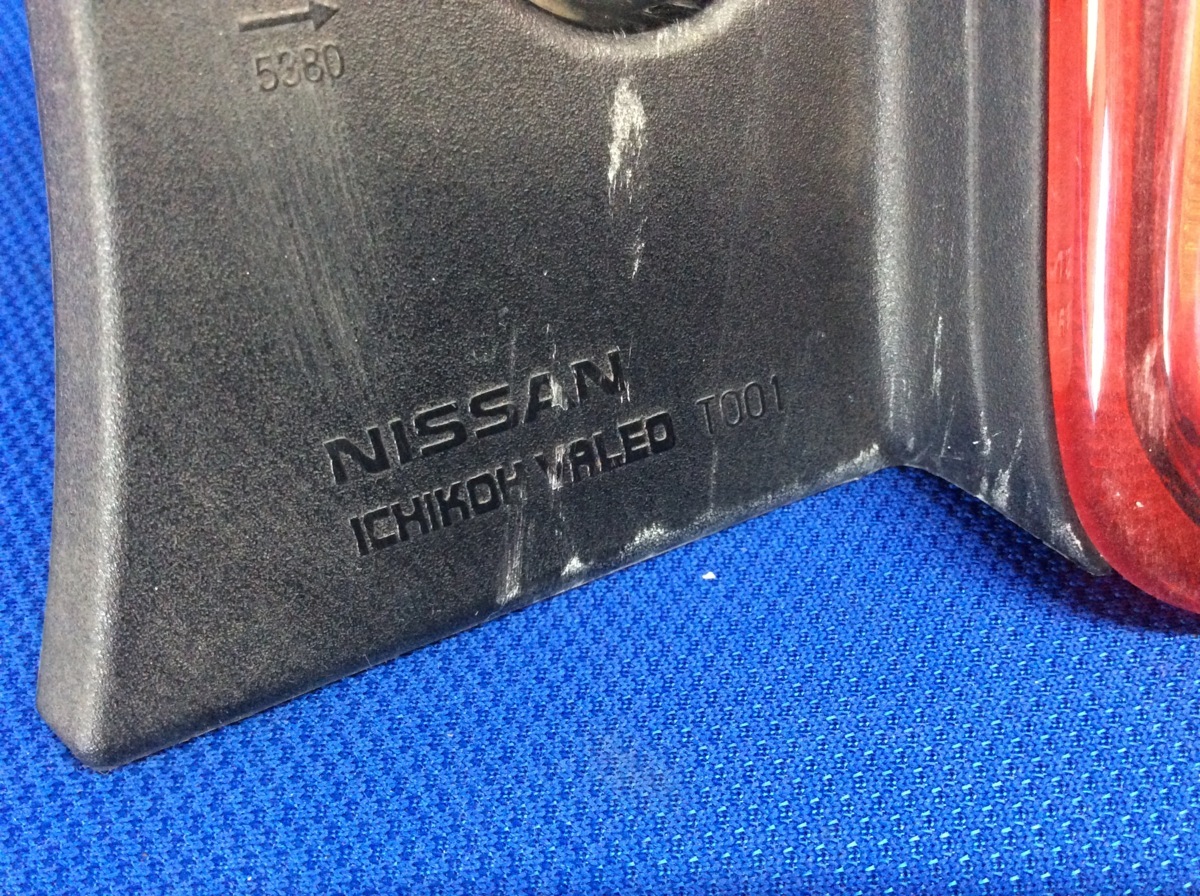 5380
NISSAN
ICHIKOH VALEO T001